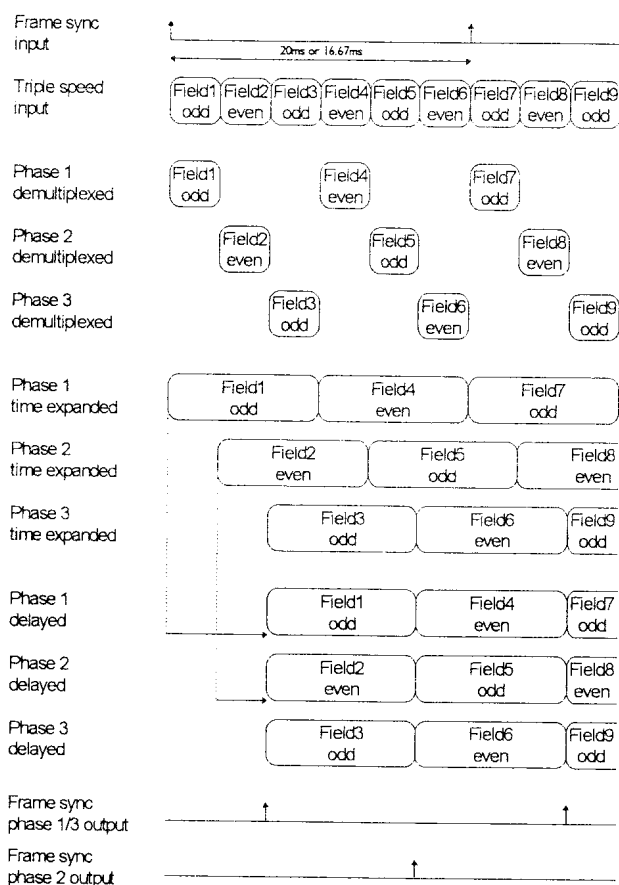 Frame sync
input
20ms or 16.67ms
Triple speed
input
Field1 Field2 Field3 Field4 Field5 Field6 Field7 Field8 Field9
odd even odd even odd even odd even odd
Phase 1
demultiplexed
Field1 Field4 Field7
odd even odd
Phase 2
demultiplexed
Field2 Field5 Field8
even odd even
Phase 3
demultiplexed
Field3 Field6 Field9
odd even odd
Phase 1
time expanded
Field1 Field4 Field7
odd even odd
Phase 2
time expanded
Field2 Field5 Field8
even odd even
Phase 3
time expanded
Field3 Field6 Field9
odd even odd
Phase 1
delayed
Field1 Field4 Field7
odd even odd
Phase 2
delayed
Field2 Field5 Field8
even odd even
Phase 3
delayed
Field3 Field6 Field9
odd even odd
Frame sync
phase 1/3 output
Frame sync
phase 2 output